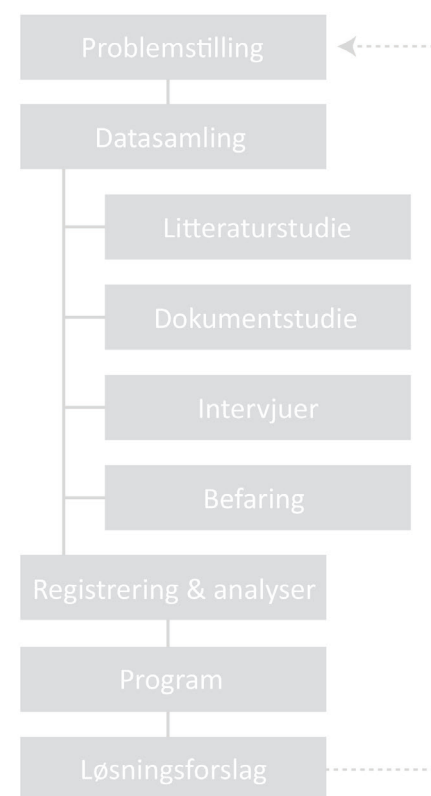 Problemstilling
Datasamling
Litteraturstudie
Dokumentstudie
Intervjuer
Befaring
Registrering & analyser
Program
Løsningsforslag